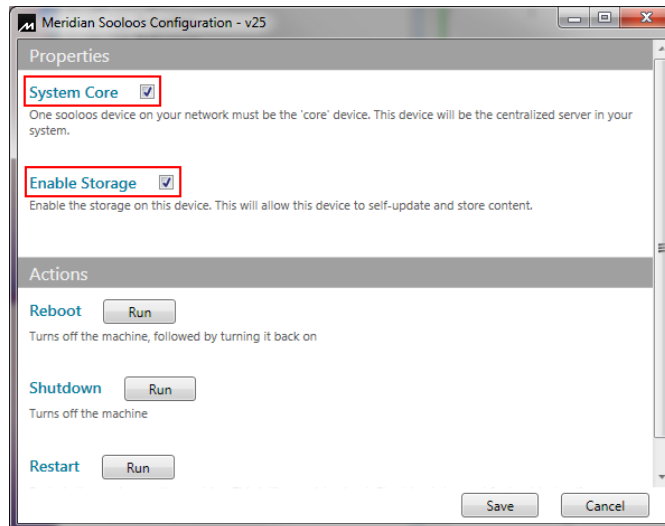 Meridian Sooloos Configuration - v25
Properties
System Core
One sooloos device on your network must be the 'core' device. This device will be the centralized server in your
system.
Enable Storage
Enable the storage on this device. This will allow this device to self-update and store content.
Actions
Reboot Run
Turns off the machine, followed by turning it back on
Shutdown Run
Turns off the machine
Restart Run
Save Cancel